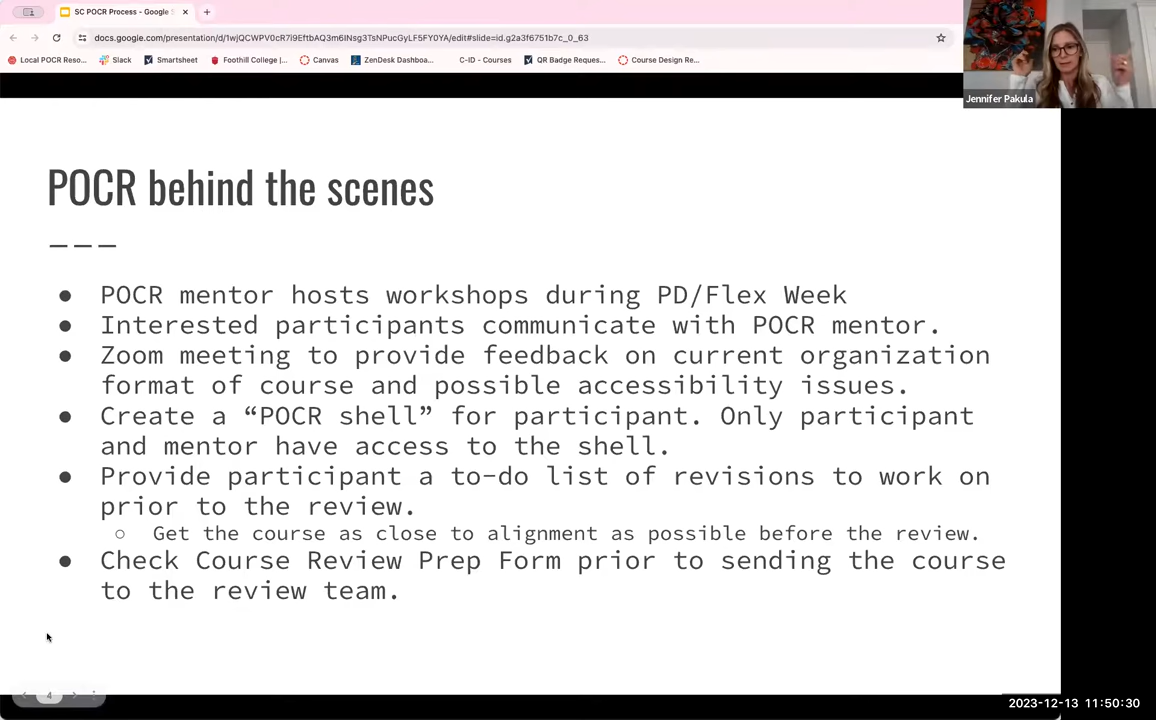 SC POCR Process - Google S
docs.google.com/presentation/d/1wjQCWPV0cR7l9EftbAQ3m6INsg3TsNPucGyLF5FY0YA/edit#slide=id.g2a3f6751b7c_0_63
Local POCR Reso... Slack Smartsheet Foothill College |... Canvas ZenDesk Dashboa... C-ID - Courses QR Badge Reques... Course Design Re...
Jennifer Pakula
POCR behind the scenes
● POCR mentor hosts workshops during PD/Flex Week
● Interested participants communicate with POCR mentor.
● Zoom meeting to provide feedback on current organization
format of course and possible accessibility issues.
● Create a “POCR shell” for participant. Only participant
and mentor have access to the shell.
● Provide participant a to-do list of revisions to work on
prior to the review.
○ Get the course as close to alignment as possible before the review.
● Check Course Review Prep Form prior to sending the course
to the review team.
4
2023-12-13 11:50:30